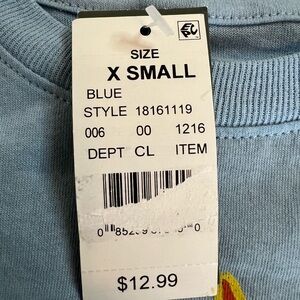 SIZE
X SMALL
BLUE
STYLE 18161119
006 00 1216
DEPT CL ITEM
$12.99